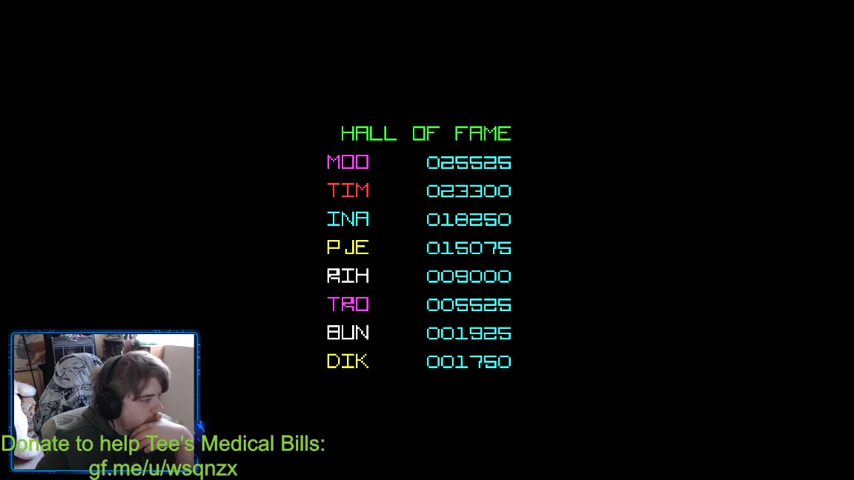 HALL OF FAME
MOO 025525
TIM 023300
INA 018250
PJE 015075
RIH 009000
TRO 005525
BUN 001925
DIK 001750
Donate to help Tee's Medical Bills:
gf.me/u/wsqnzx